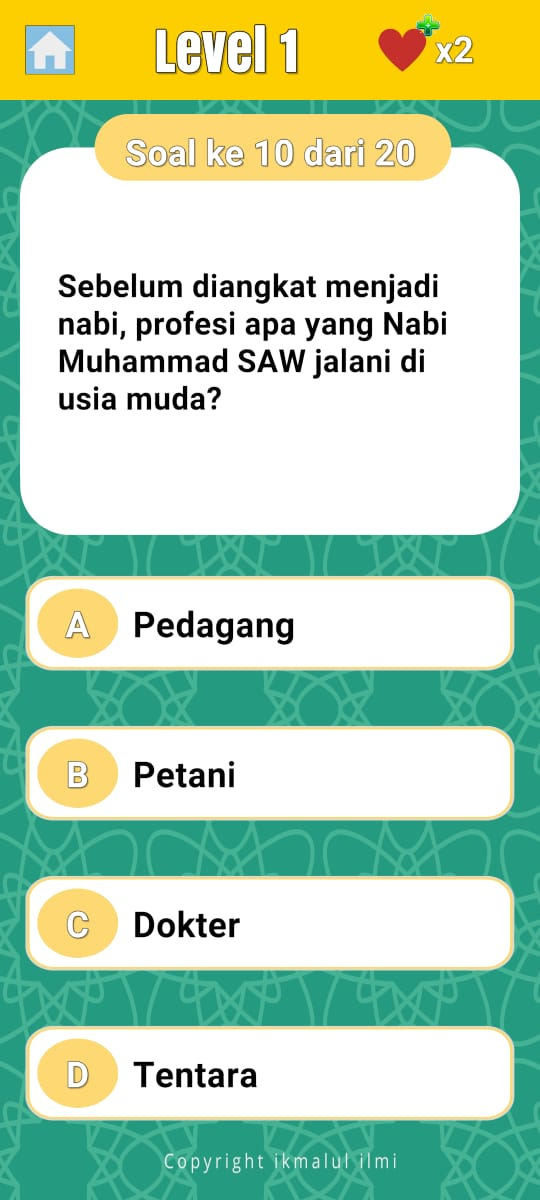 Level 1
x2
Soal ke 10 dari 20
Sebelum diangkat menjadi
nabi, profesi apa yang Nabi
Muhammad SAW jalani di
usia muda?
A Pedagang
B Petani
C Dokter
D Tentara
Copyright ikmalul ilmi